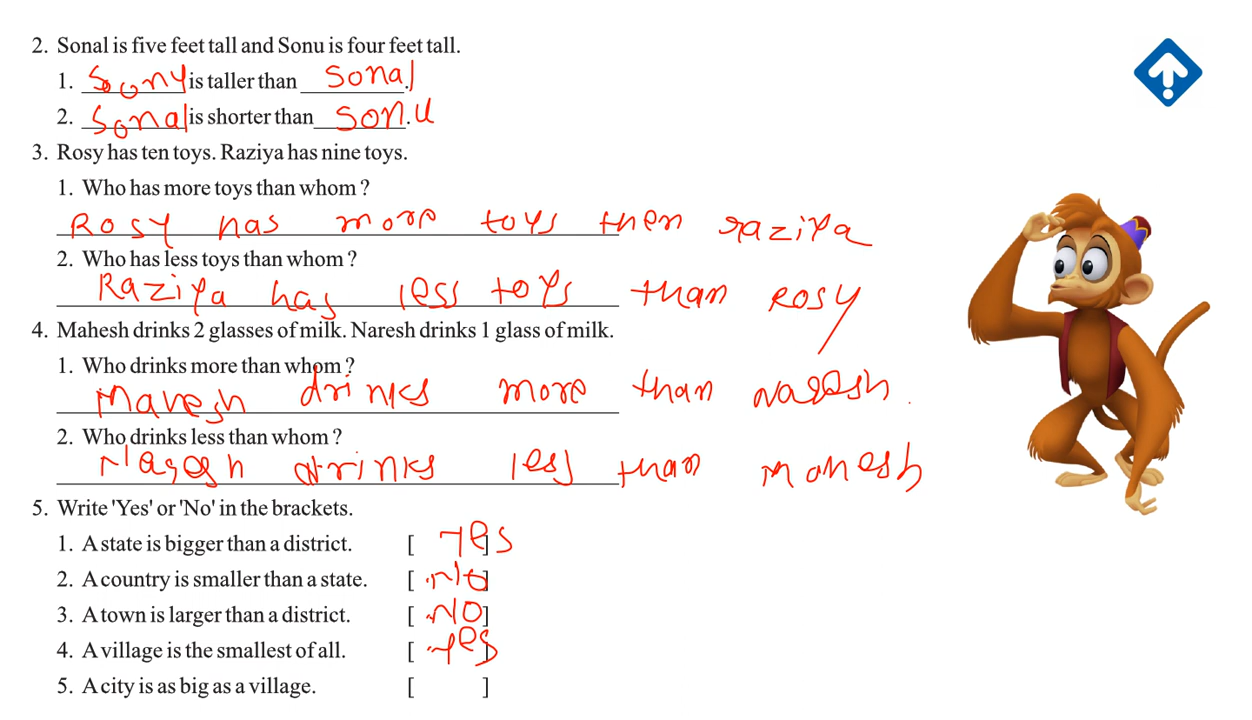 2. Sonal is five feet tall and Sonu is four feet tall.
1. Sony is taller than Sonal.
2. Sonal is shorter than Sonu.
3. Rosy has ten toys. Raziya has nine toys.
1. Who has more toys than whom ?
Rosy has more toys then raziya
2. Who has less toys than whom ?
Raziya has less toys than Rosy
4. Mahesh drinks 2 glasses of milk. Naresh drinks 1 glass of milk.
1. Who drinks more than whom ?
Mahesh drinks more than Naresh.
2. Who drinks less than whom ?
Naresh drinks less than Mahesh
5. Write 'Yes' or 'No' in the brackets.
1. A state is bigger than a district. [ Yes ]
2. A country is smaller than a state. [ No ]
3. A town is larger than a district. [ NO ]
4. A village is the smallest of all. [ Yes ]
5. A city is as big as a village. [ ]